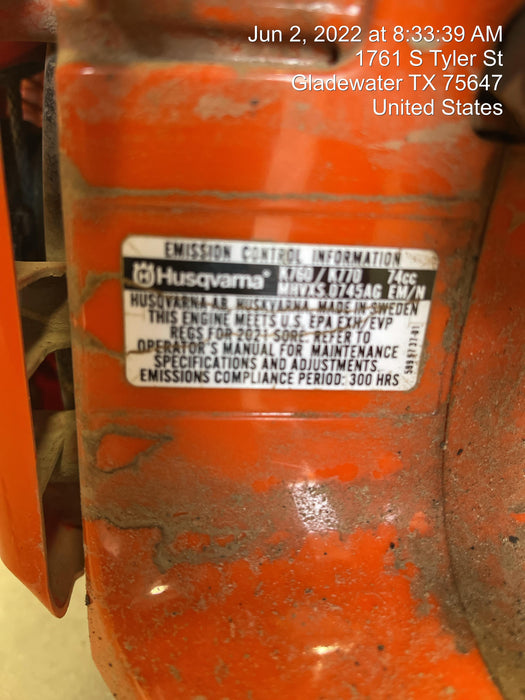 Jun 2, 2022 at 8:33:39 AM
1761 S Tyler St
Gladewater TX 75647
United States
EMISSION CONTROL INFORMATION
Husqvarna® K760 / K770 74cc
MHVXS.0745AG EM/N
HUSQVARNA AB, HUSKVARNA, MADE IN SWEDEN
THIS ENGINE MEETS U.S. EPA EXH/EVP
REGS FOR 2021 SORE. REFER TO
OPERATOR'S MANUAL FOR MAINTENANCE
SPECIFICATIONS AND ADJUSTMENTS.
EMISSIONS COMPLIANCE PERIOD: 300 HRS